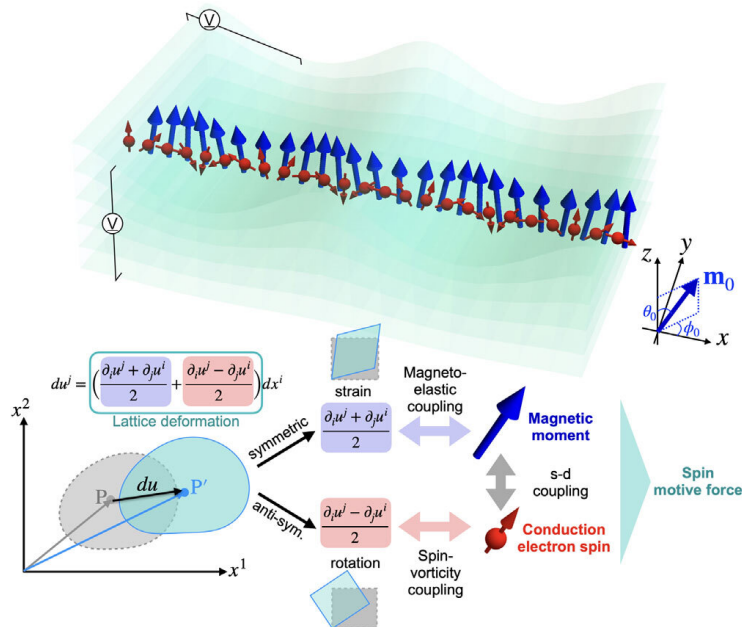 V
V
z
y
m₀
θ₀
ϕ₀
x
duʲ = (∂ᵢuʲ + ∂ⱼuⁱ / 2 + ∂ᵢuʲ − ∂ⱼuⁱ / 2)dxⁱ
Lattice deformation
x²
P
du
P′
x¹
symmetric
anti-sym.
strain
∂ᵢuʲ + ∂ⱼuⁱ / 2
∂ᵢuʲ − ∂ⱼuⁱ / 2
rotation
Magneto-
elastic
coupling
Spin-
vorticity
coupling
Magnetic
moment
s-d
coupling
Conduction
electron spin
Spin
motive force